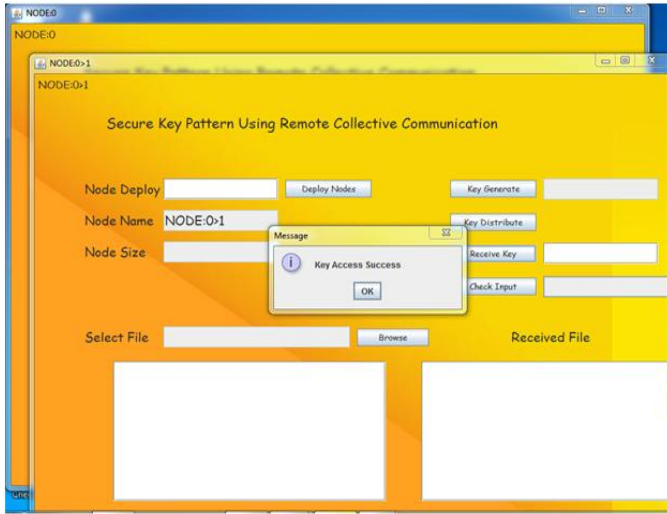 NODE:0
NODE:0
NODE:0>1
NODE:0>1
Secure Key Pattern Using Remote Collective Communication
Node Deploy
Deploy Nodes
Key Generate
Node Name
NODE:0>1
Key Distribute
Node Size
Receive Key
Message
Key Access Success
OK
Check Input
Select File
Browse
Received File